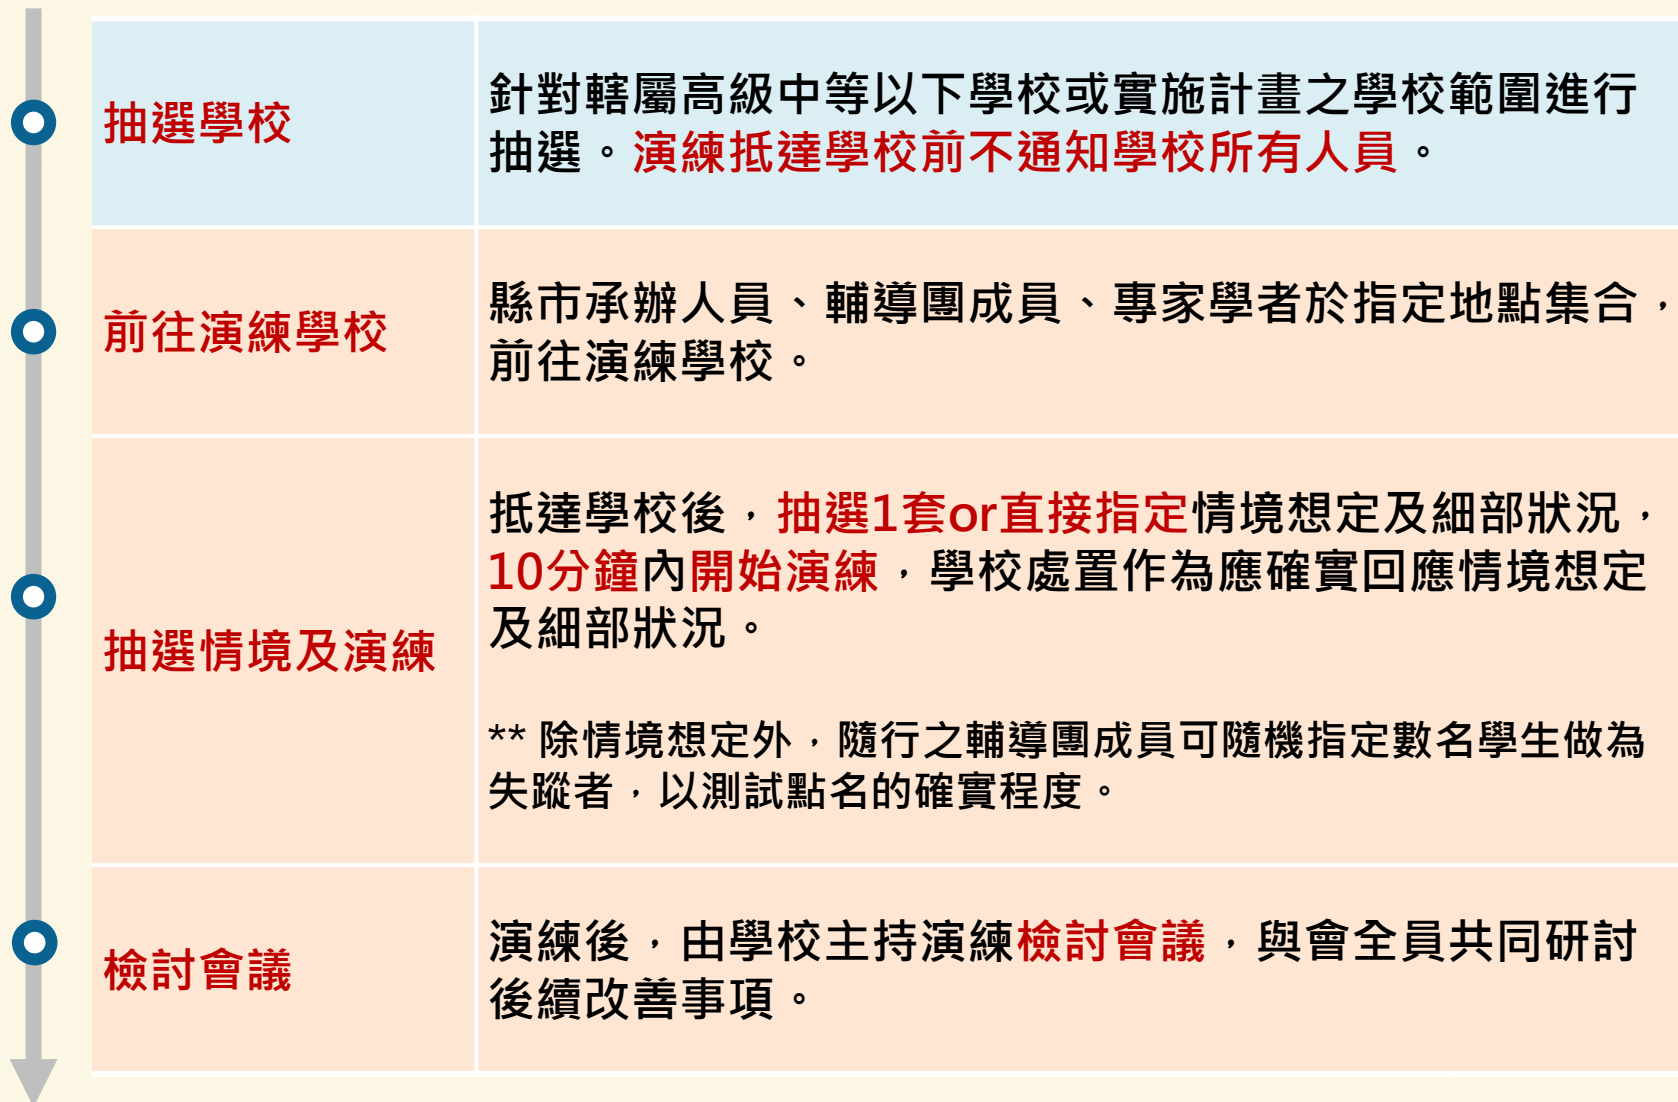 抽選學校
針對轄屬高級中等以下學校或實施計畫之學校範圍進行
抽選。演練抵達學校前不通知學校所有人員。
前往演練學校
縣市承辦人員、輔導團成員、專家學者於指定地點集合，
前往演練學校。
抽選情境及演練
抵達學校後，抽選1套or直接指定情境想定及細部狀況，
10分鐘內開始演練，學校處置作為應確實回應情境想定
及細部狀況。
** 除情境想定外，隨行之輔導團成員可隨機指定數名學生做為
失蹤者，以測試點名的確實程度。
檢討會議
演練後，由學校主持演練檢討會議，與會全員共同研討
後續改善事項。